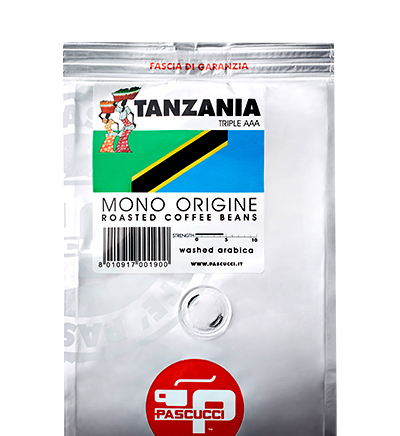 FASCIA DI GARANZIA
TANZANIA
TRIPLE AAA
MONO ORIGINE
ROASTED COFFEE BEANS
STRENGTH 0 5 10
washed arabica
8 010917 001900
WWW.PASCUCCI.IT
PASCUCCI